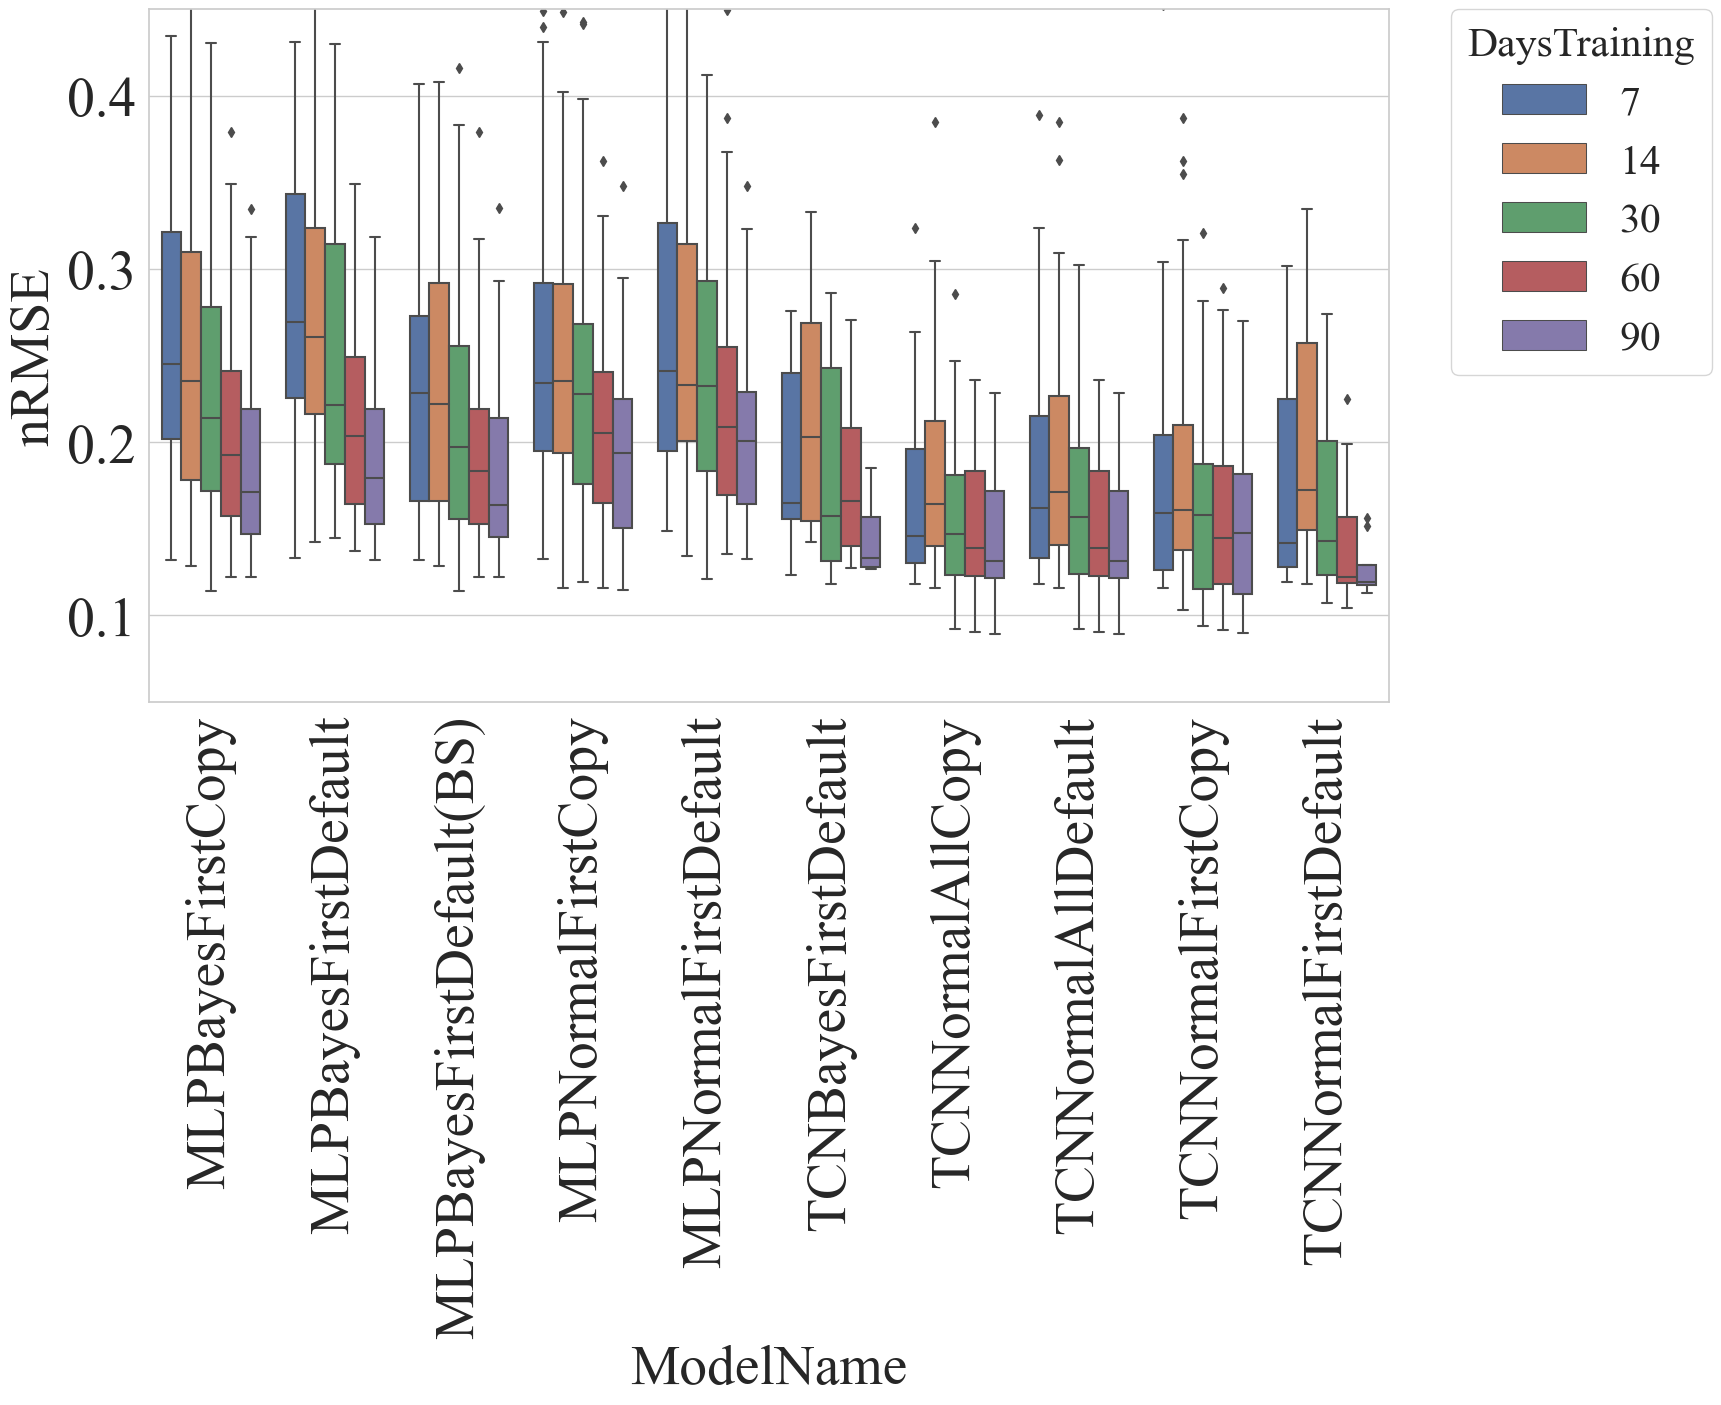 nRMSE
0.4
0.3
0.2
0.1
MLPBayesFirstCopy
MLPBayesFirstDefault
MLPBayesFirstDefault(BS)
MLPNormalFirstCopy
MLPNormalFirstDefault
TCNBayesFirstDefault
TCNNormalAllCopy
TCNNormalAllDefault
TCNNormalFirstCopy
TCNNormalFirstDefault
ModelName
DaysTraining
7
14
30
60
90